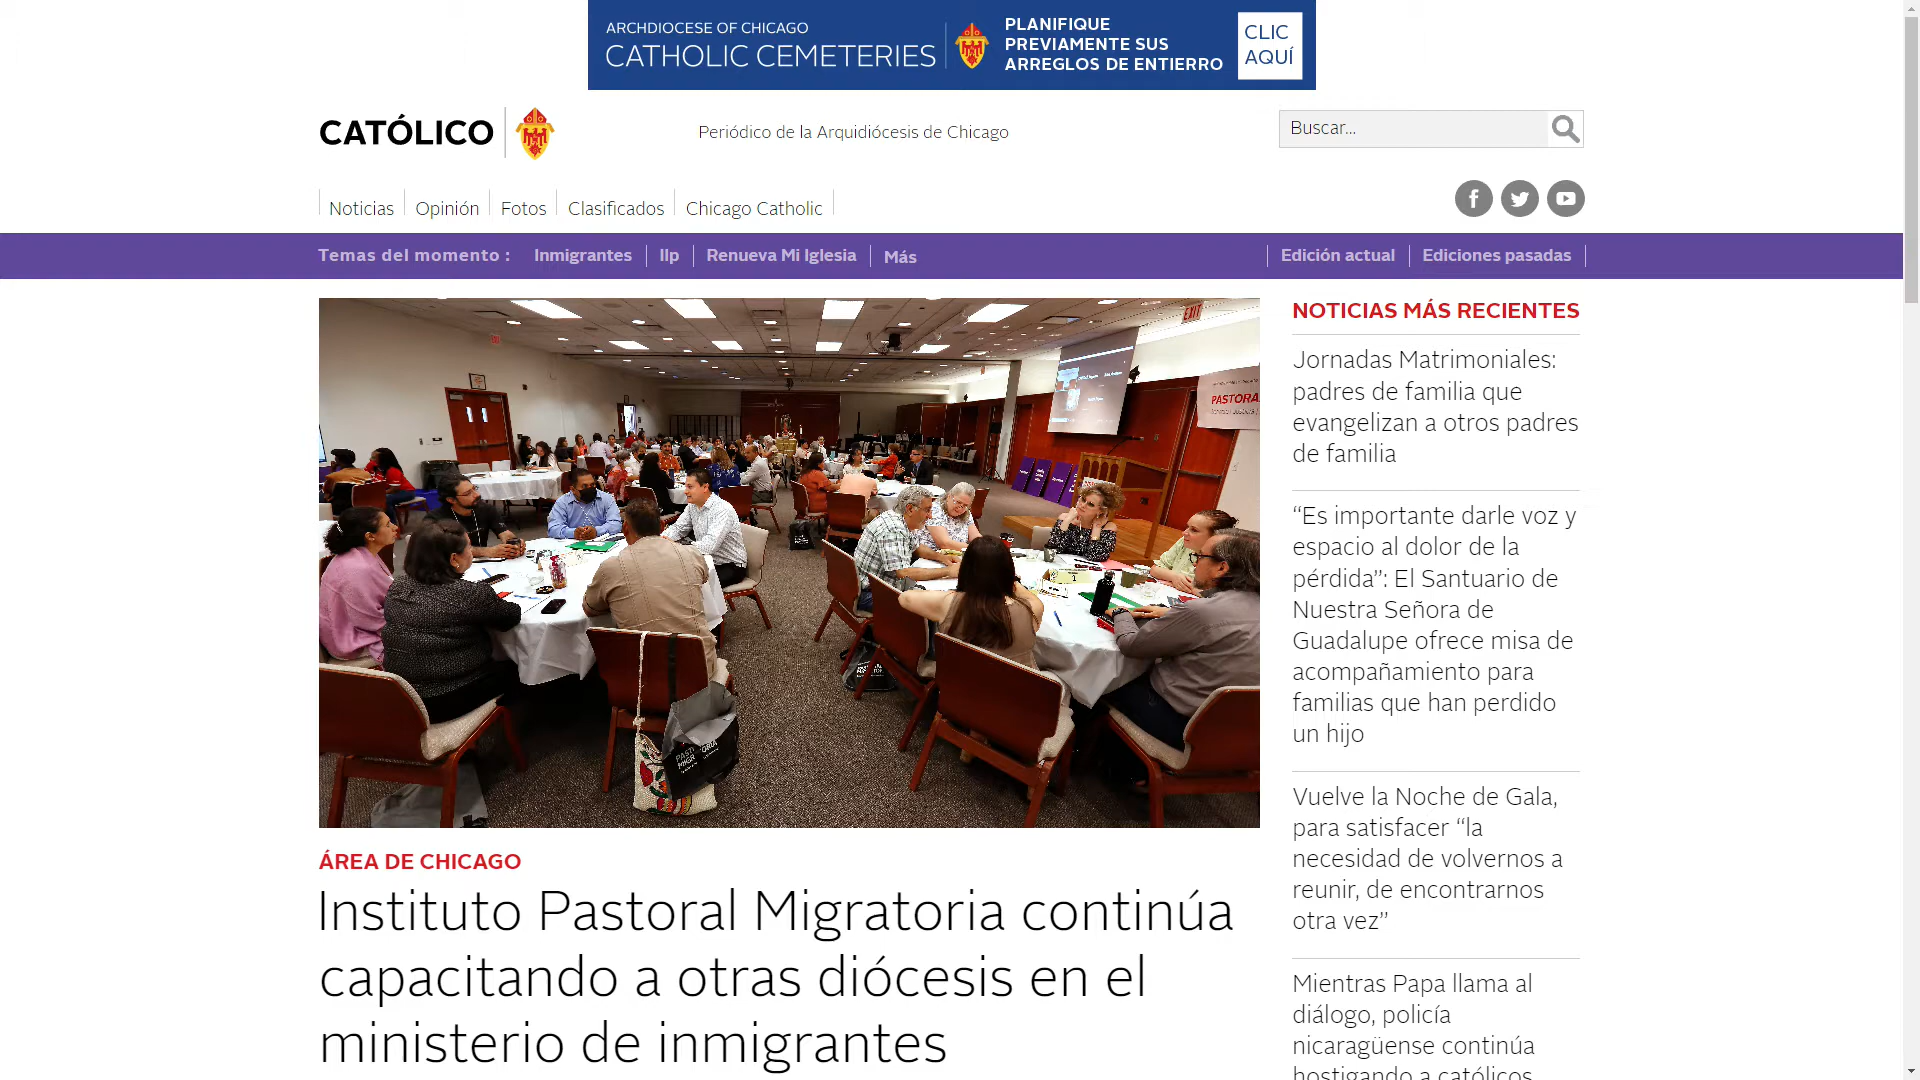 ARCHDIOCESE OF CHICAGO
CATHOLIC CEMETERIES
PLANIFIQUE
PREVIAMENTE SUS
ARREGLOS DE ENTIERRO
CLIC
AQUÍ
CATÓLICO
Periódico de la Arquidiócesis de Chicago
Buscar...
Noticias
Opinión
Fotos
Clasificados
Chicago Catholic
Temas del momento :
Inmigrantes
IIp
Renueva Mi Iglesia
Más
Edición actual
Ediciones pasadas
EXIT
PASTORA
ÁREA DE CHICAGO
Instituto Pastoral Migratoria continúa
capacitando a otras diócesis en el
ministerio de inmigrantes
NOTICIAS MÁS RECIENTES
Jornadas Matrimoniales:
padres de familia que
evangelizan a otros padres
de familia
“Es importante darle voz y
espacio al dolor de la
pérdida”: El Santuario de
Nuestra Señora de
Guadalupe ofrece misa de
acompañamiento para
familias que han perdido
un hijo
Vuelve la Noche de Gala,
para satisfacer “la
necesidad de volvernos a
reunir, de encontrarnos
otra vez”
Mientras Papa llama al
diálogo, policía
nicaragüense continúa
hostigando a católicos